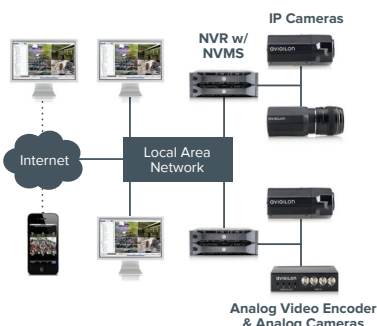 IP Cameras
NVR w/
NVMS
avigilon
Internet
Local Area
Network
avigilon
avigilon
Analog Video Encoder
& Analog Cameras